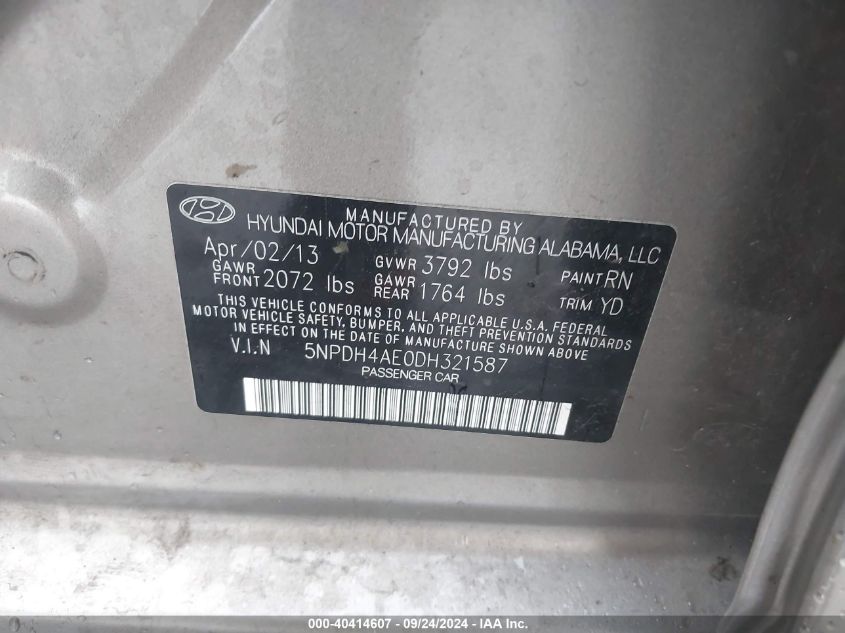 MANUFACTURED BY
HYUNDAI MOTOR MANUFACTURING ALABAMA, LLC
Apr/02/13 GVWR 3792 lbs PAINT RN
GAWR FRONT 2072 lbs GAWR REAR 1764 lbs TRIM YD
THIS VEHICLE CONFORMS TO ALL APPLICABLE U.S.A. FEDERAL
MOTOR VEHICLE SAFETY, BUMPER, AND THEFT PREVENTION STANDARDS
IN EFFECT ON THE DATE OF MANUFACTURE SHOWN ABOVE
V.I.N 5NPDH4AE0DH321587
PASSENGER CAR
000-40414607 - 09/24/2024 - IAA Inc.